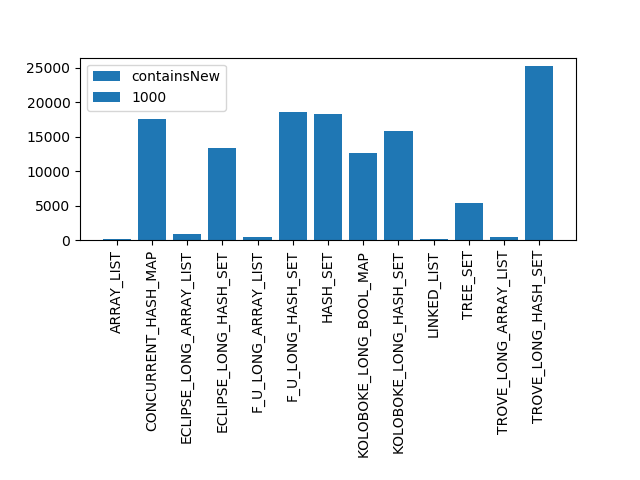 containsNew
1000
25000
20000
15000
10000
5000
0
ARRAY_LIST
CONCURRENT_HASH_MAP
ECLIPSE_LONG_ARRAY_LIST
ECLIPSE_LONG_HASH_SET
F_U_LONG_ARRAY_LIST
F_U_LONG_HASH_SET
HASH_SET
KOLOBOKE_LONG_BOOL_MAP
KOLOBOKE_LONG_HASH_SET
LINKED_LIST
TREE_SET
TROVE_LONG_ARRAY_LIST
TROVE_LONG_HASH_SET